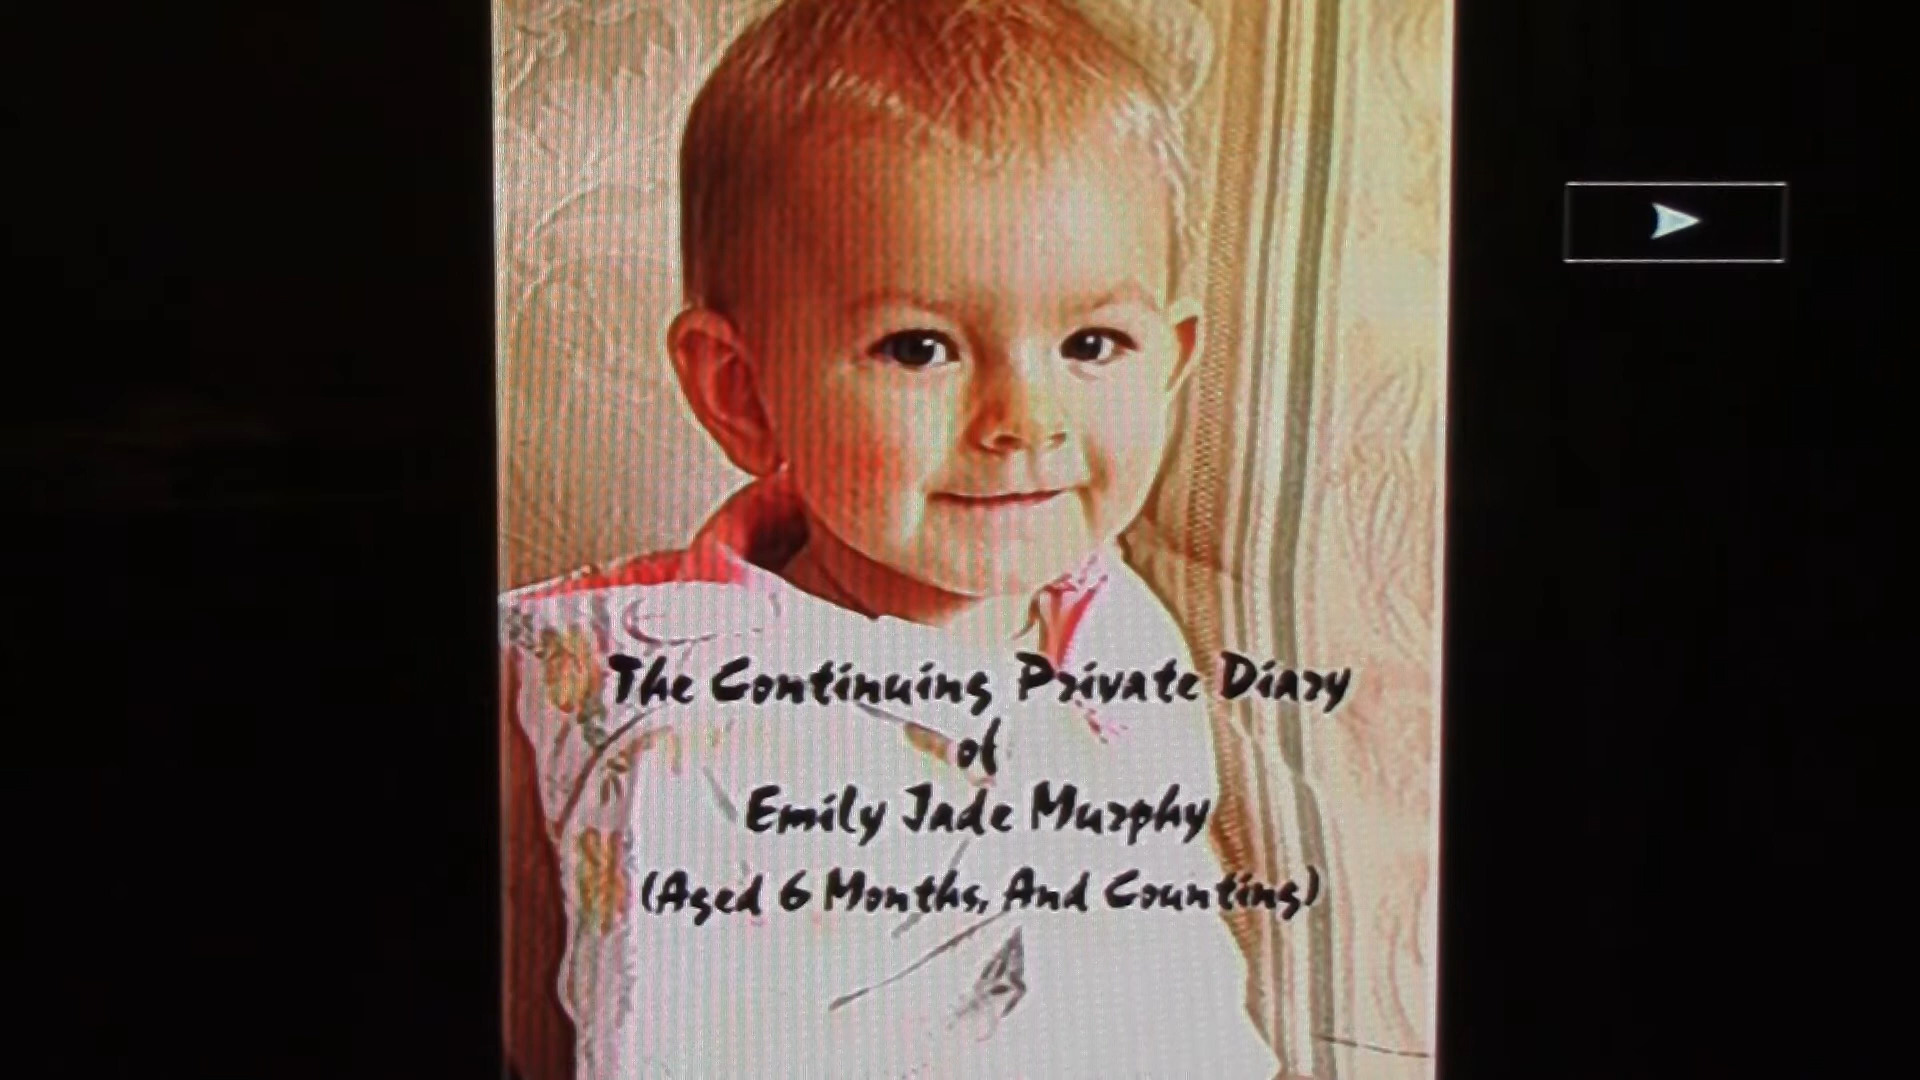 The Continuing Private Diary
of
Emily Jade Murphy
(Aged 6 Months, And Counting)